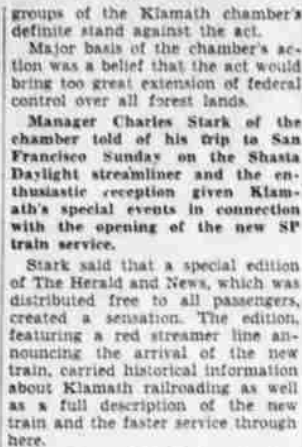 groups of the Klamath chamber's
definite stand against the act.
Major basis of the chamber's ac-
tion was a belief that the act would
bring too great extension of federal
control over all forest lands.
Manager Charles Stark of the
chamber told of his trip to San
Francisco Sunday on the Shasta
Daylight streamliner and the en-
thusiastic reception given Klam-
ath's special events in connection
with the opening of the new SP
train service.
Stark said that a special edition
of The Herald and News, which was
distributed free to all passengers,
created a sensation. The edition,
featuring a red streamer line an-
nouncing the arrival of the new
train, carried historical information
about Klamath railroading as well
as a full description of the new
train and the faster service through
here.